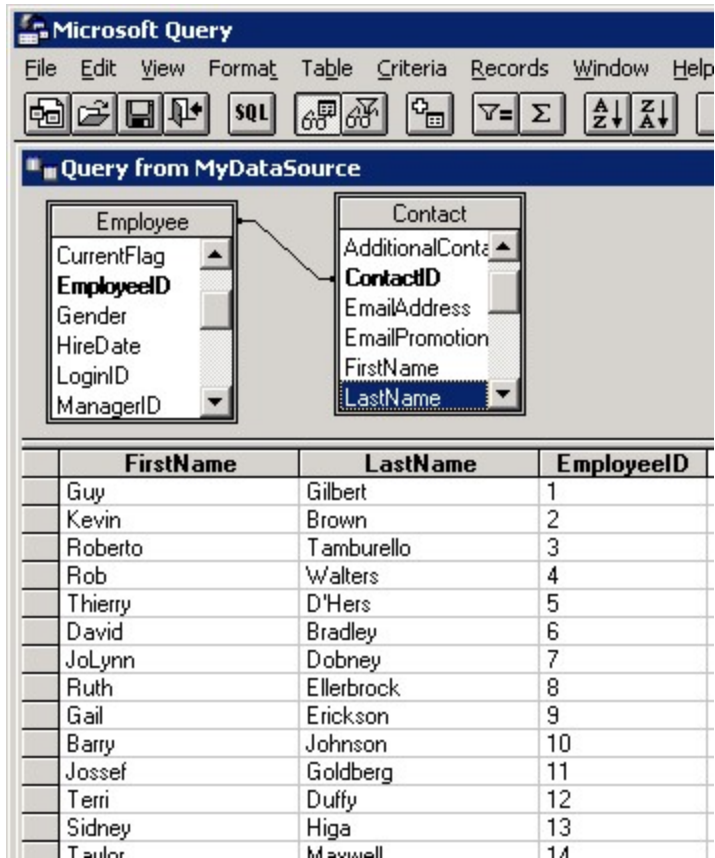 Microsoft Query
File Edit View Format Table Criteria Records Window Help
SQL
Query from MyDataSource
Employee
CurrentFlag
EmployeeID
Gender
HireDate
LoginID
ManagerID
Contact
AdditionalConta
ContactID
EmailAddress
EmailPromotion
FirstName
LastName
FirstName LastName EmployeeID
Guy Gilbert 1
Kevin Brown 2
Roberto Tamburello 3
Rob Walters 4
Thierry D'Hers 5
David Bradley 6
JoLynn Dobney 7
Ruth Ellerbrock 8
Gail Erickson 9
Barry Johnson 10
Jossef Goldberg 11
Terri Duffy 12
Sidney Higa 13
Taylor Maxwell 14